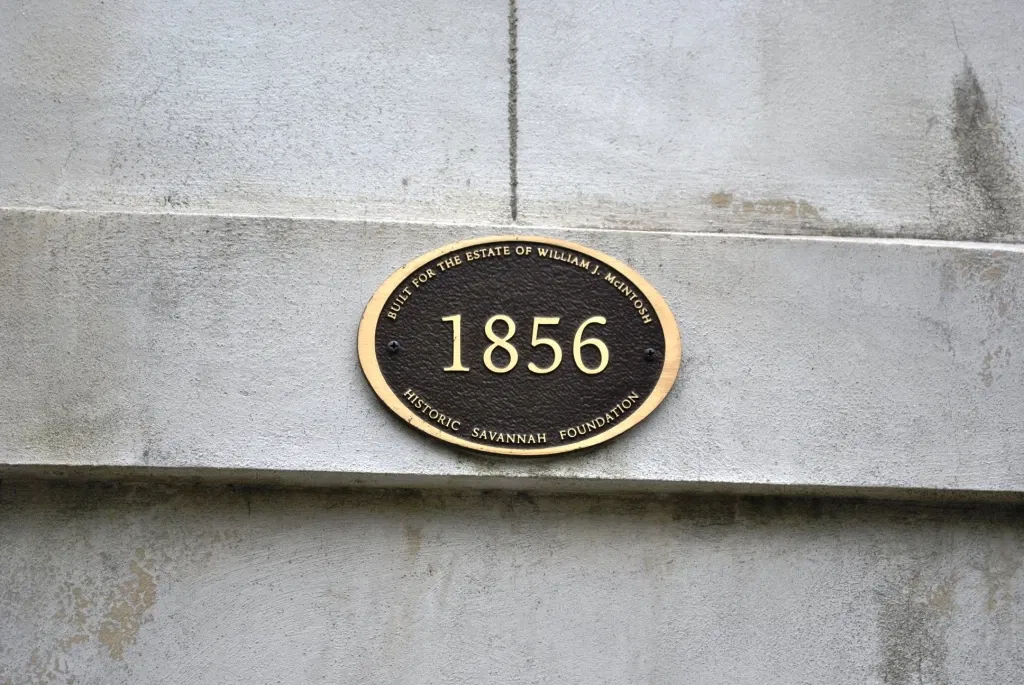 BUILT FOR THE ESTATE OF WILLIAM J. McINTOSH
1856
HISTORIC SAVANNAH FOUNDATION